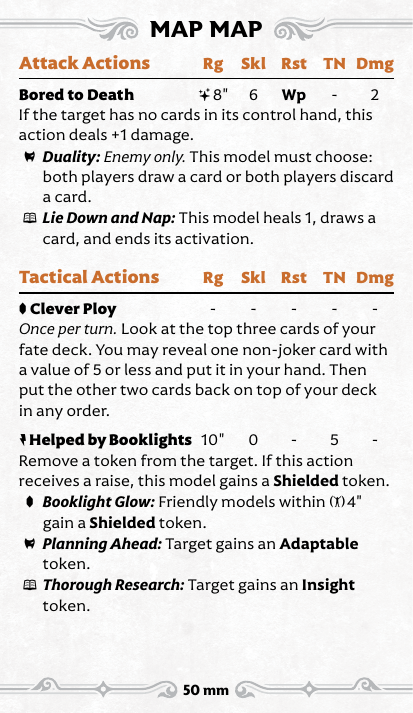 MAP MAP
Attack Actions Rg Skl Rst TN Dmg
Bored to Death 8" 6 Wp - 2
If the target has no cards in its control hand, this
action deals +1 damage.
Duality: Enemy only. This model must choose:
both players draw a card or both players discard
a card.
Lie Down and Nap: This model heals 1, draws a
card, and ends its activation.
Tactical Actions Rg Skl Rst TN Dmg
Clever Ploy - - - - -
Once per turn. Look at the top three cards of your
fate deck. You may reveal one non-joker card with
a value of 5 or less and put it in your hand. Then
put the other two cards back on top of your deck
in any order.
Helped by Booklights 10" 0 - 5 -
Remove a token from the target. If this action
receives a raise, this model gains a Shielded token.
Booklight Glow: Friendly models within 4"
gain a Shielded token.
Planning Ahead: Target gains an Adaptable
token.
Thorough Research: Target gains an Insight
token.
50 mm